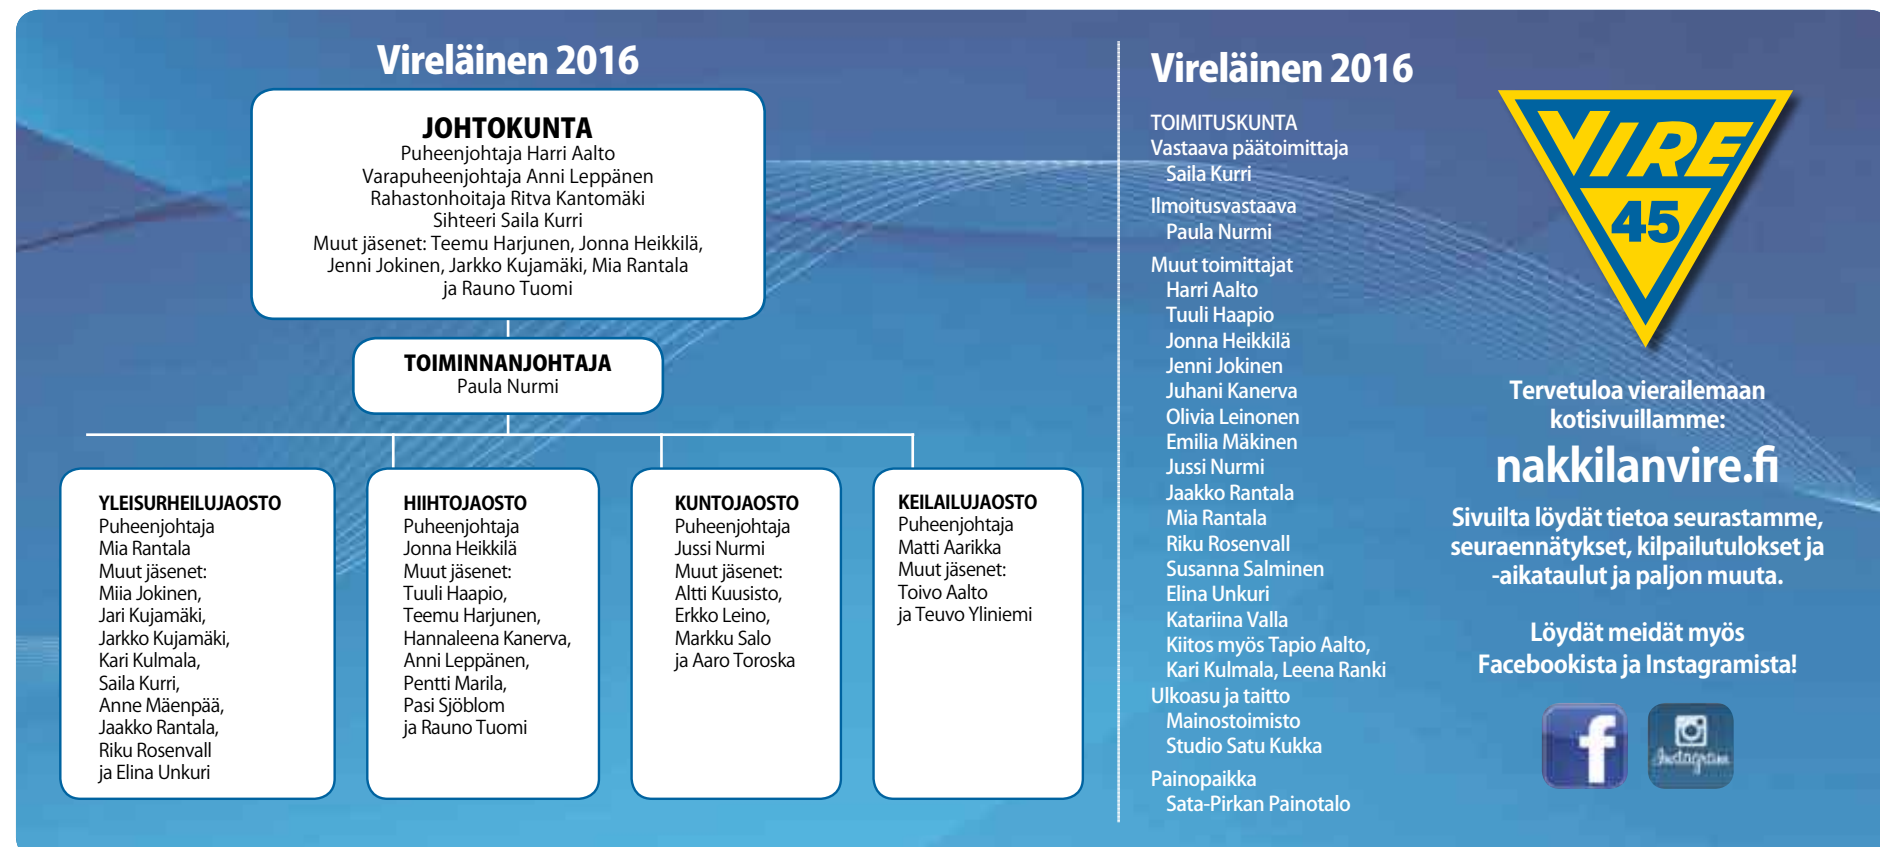 Vireläinen 2016
JOHTOKUNTA
Puheenjohtaja Harri Aalto
Varapuheenjohtaja Anni Leppänen
Rahastonhoitaja Ritva Kantomäki
Sihteeri Saila Kurri
Muut jäsenet: Teemu Harjunen, Jonna Heikkilä,
Jenni Jokinen, Jarkko Kujamäki, Mia Rantala
ja Rauno Tuomi
TOIMINNANJOHTAJA
Paula Nurmi
YLEISURHEILUJAOSTO
Puheenjohtaja
Mia Rantala
Muut jäsenet:
Miia Jokinen,
Jari Kujamäki,
Jarkko Kujamäki,
Kari Kulmala,
Saila Kurri,
Anne Mäenpää,
Jaakko Rantala,
Riku Rosenvall
ja Elina Unkuri
HIIHTOJAOSTO
Puheenjohtaja
Jonna Heikkilä
Muut jäsenet:
Tuuli Haapio,
Teemu Harjunen,
Hannaleena Kanerva,
Anni Leppänen,
Pentti Marila,
Pasi Sjöblom
ja Rauno Tuomi
KUNTOJAOSTO
Puheenjohtaja
Jussi Nurmi
Muut jäsenet:
Altti Kuusisto,
Erkko Leino,
Markku Salo
ja Aaro Toroska
KEILAILUJAOSTO
Puheenjohtaja
Matti Aarikka
Muut jäsenet:
Toivo Aalto
ja Teuvo Yliniemi
Vireläinen 2016
TOIMITUSKUNTA
Vastaava päätoimittaja
Saila Kurri
Ilmoitusvastaava
Paula Nurmi
Muut toimittajat
Harri Aalto
Tuuli Haapio
Jonna Heikkilä
Jenni Jokinen
Juhani Kanerva
Olivia Leinonen
Emilia Mäkinen
Jussi Nurmi
Jaakko Rantala
Mia Rantala
Riku Rosenvall
Susanna Salminen
Elina Unkuri
Katariina Valla
Kiitos myös Tapio Aalto,
Kari Kulmala, Leena Ranki
Ulkoasu ja taitto
Mainostoimisto
Studio Satu Kukka
Painopaikka
Sata-Pirkan Painotalo
VIRE
45
Tervetuloa vierailemaan
kotisivuillamme:
nakkilanvire.fi
Sivuilta löydät tietoa seurastamme,
seuraennätykset, kilpailutulokset ja
-aikataulut ja paljon muuta.
Löydät meidät myös
Facebookista ja Instagramista!
f
Instagram